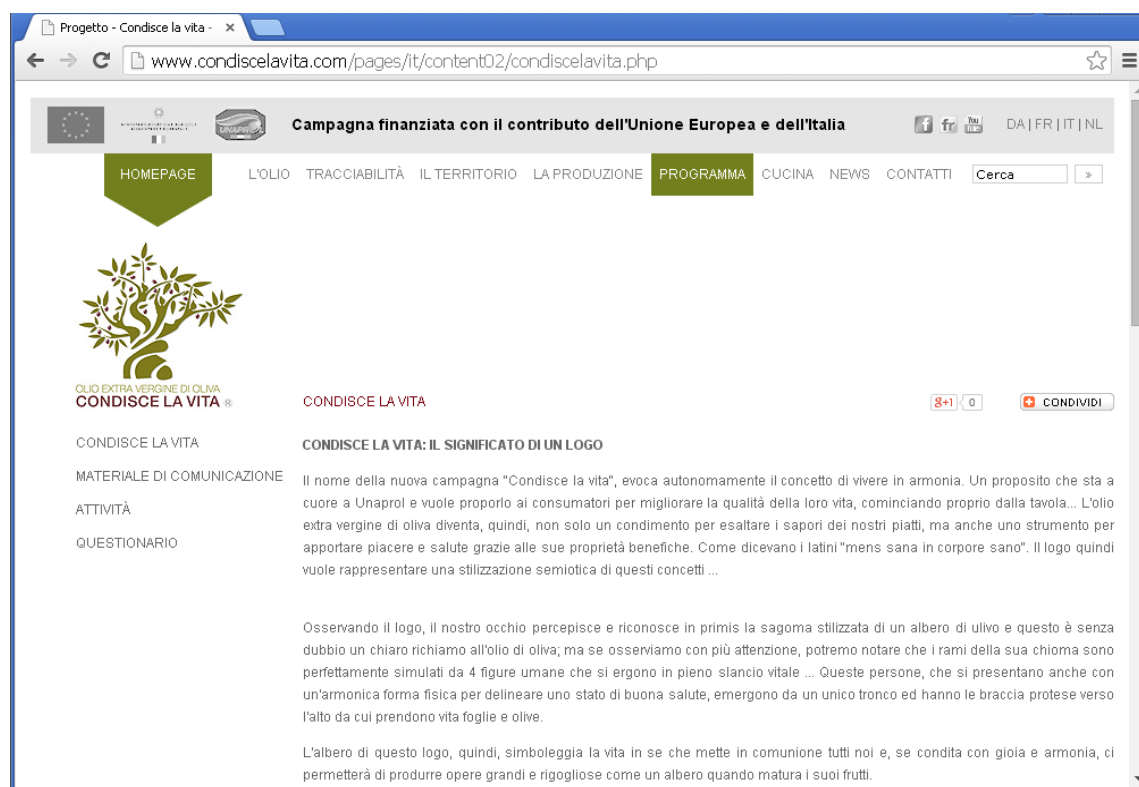 Progetto - Condisce la vita -
www.condiscelavita.com/pages/it/content02/condiscelavita.php
UNAPROL
Campagna finanziata con il contributo dell'Unione Europea e dell'Italia
DA | FR | IT | NL
HOMEPAGE L'OLIO TRACCIABILITÀ IL TERRITORIO LA PRODUZIONE PROGRAMMA CUCINA NEWS CONTATTI Cerca »
OLIO EXTRA VERGINE DI OLIVA
CONDISCE LA VITA ®
CONDISCE LA VITA
g+1 0 CONDIVIDI
CONDISCE LA VITA
MATERIALE DI COMUNICAZIONE
ATTIVITÀ
QUESTIONARIO
CONDISCE LA VITA: IL SIGNIFICATO DI UN LOGO
Il nome della nuova campagna "Condisce la vita", evoca autonomamente il concetto di vivere in armonia. Un proposito che sta a
cuore a Unaprol e vuole proporlo ai consumatori per migliorare la qualità della loro vita, cominciando proprio dalla tavola... L'olio
extra vergine di oliva diventa, quindi, non solo un condimento per esaltare i sapori dei nostri piatti, ma anche uno strumento per
apportare piacere e salute grazie alle sue proprietà benefiche. Come dicevano i latini "mens sana in corpore sano". Il logo quindi
vuole rappresentare una stilizzazione semiotica di questi concetti ...
Osservando il logo, il nostro occhio percepisce e riconosce in primis la sagoma stilizzata di un albero di ulivo e questo è senza
dubbio un chiaro richiamo all'olio di oliva; ma se osserviamo con più attenzione, potremo notare che i rami della sua chioma sono
perfettamente simulati da 4 figure umane che si ergono in pieno slancio vitale ... Queste persone, che si presentano anche con
un'armonica forma fisica per delineare uno stato di buona salute, emergono da un unico tronco ed hanno le braccia protese verso
l'alto da cui prendono vita foglie e olive.
L'albero di questo logo, quindi, simboleggia la vita in se che mette in comunione tutti noi e, se condita con gioia e armonia, ci
permetterà di produrre opere grandi e rigogliose come un albero quando matura i suoi frutti.